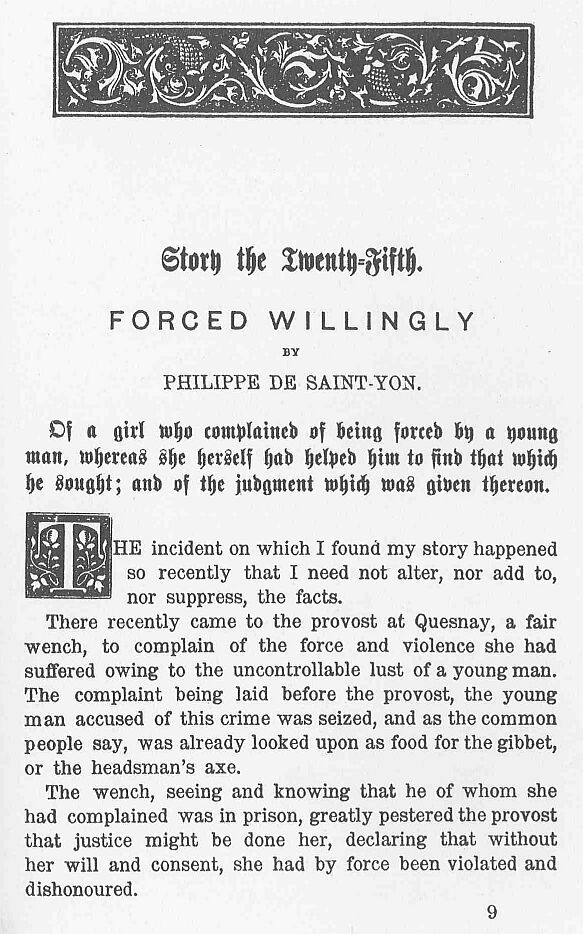 Story the Twenty-Fifth.
FORCED WILLINGLY
BY
PHILIPPE DE SAINT-YON.
Of a girl who complained of being forced by a young
man, whereas she herself had helped him to find that which
he sought; and of the judgment which was given thereon.
THE incident on which I found my story happened
so recently that I need not alter, nor add to,
nor suppress, the facts.
There recently came to the provost at Quesnay, a fair
wench, to complain of the force and violence she had
suffered owing to the uncontrollable lust of a young man.
The complaint being laid before the provost, the young
man accused of this crime was seized, and as the common
people say, was already looked upon as food for the gibbet,
or the headsman's axe.
The wench, seeing and knowing that he of whom she
had complained was in prison, greatly pestered the provost
that justice might be done her, declaring that without
her will and consent, she had by force been violated and
dishonoured.
9